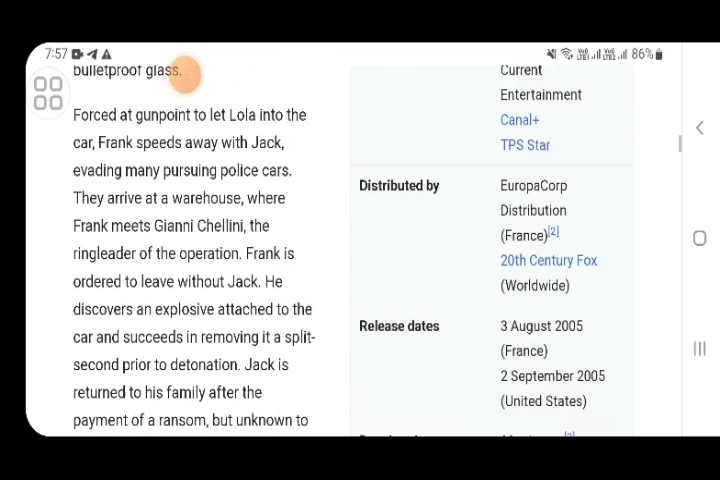 7:57
86%
bulletproof glass.
Forced at gunpoint to let Lola into the
car, Frank speeds away with Jack,
evading many pursuing police cars.
They arrive at a warehouse, where
Frank meets Gianni Chellini, the
ringleader of the operation. Frank is
ordered to leave without Jack. He
discovers an explosive attached to the
car and succeeds in removing it a split-
second prior to detonation. Jack is
returned to his family after the
payment of a ransom, but unknown to
Current
Entertainment
Canal+
TPS Star
Distributed by
EuropaCorp
Distribution
(France)[2]
20th Century Fox
(Worldwide)
Release dates
3 August 2005
(France)
2 September 2005
(United States)